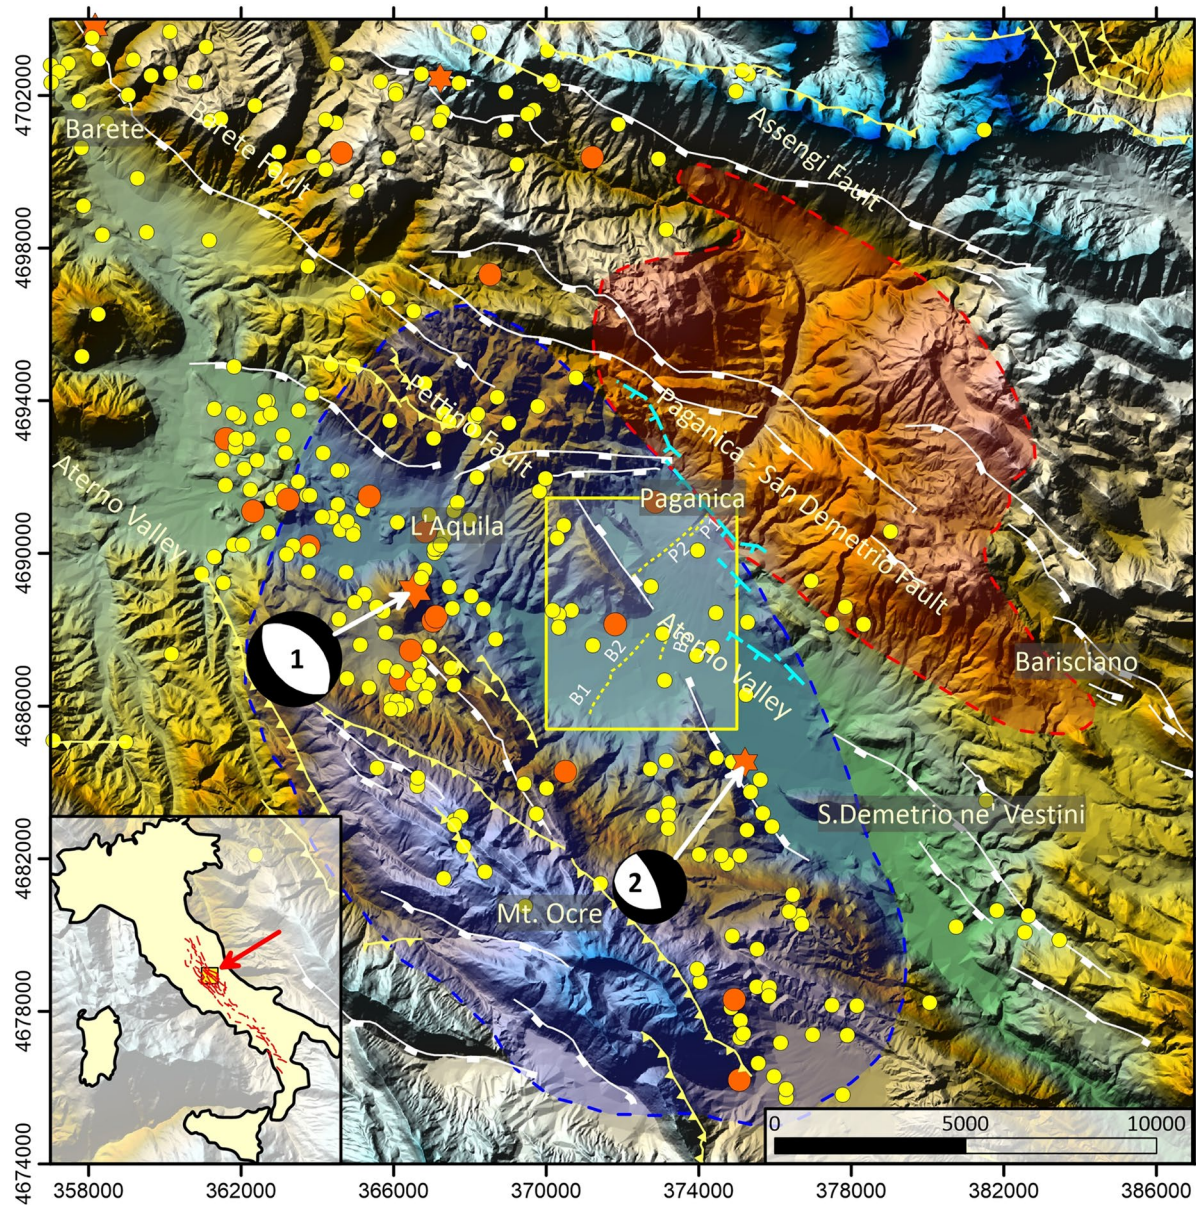 4702000
4698000
4694000
4690000
4686000
4682000
4678000
4674000
Barete
Barete Fault
Assengi Fault
Pettino Fault
Paganica - San Demetrio Fault
Aterno Valley
L'Aquila
Paganica
P1
P2
Aterno Valley
B2
B1
1
Barisciano
S.Demetrio ne' Vestini
2
Mt. Ocre
0
5000
10000
358000
362000
366000
370000
374000
378000
382000
386000